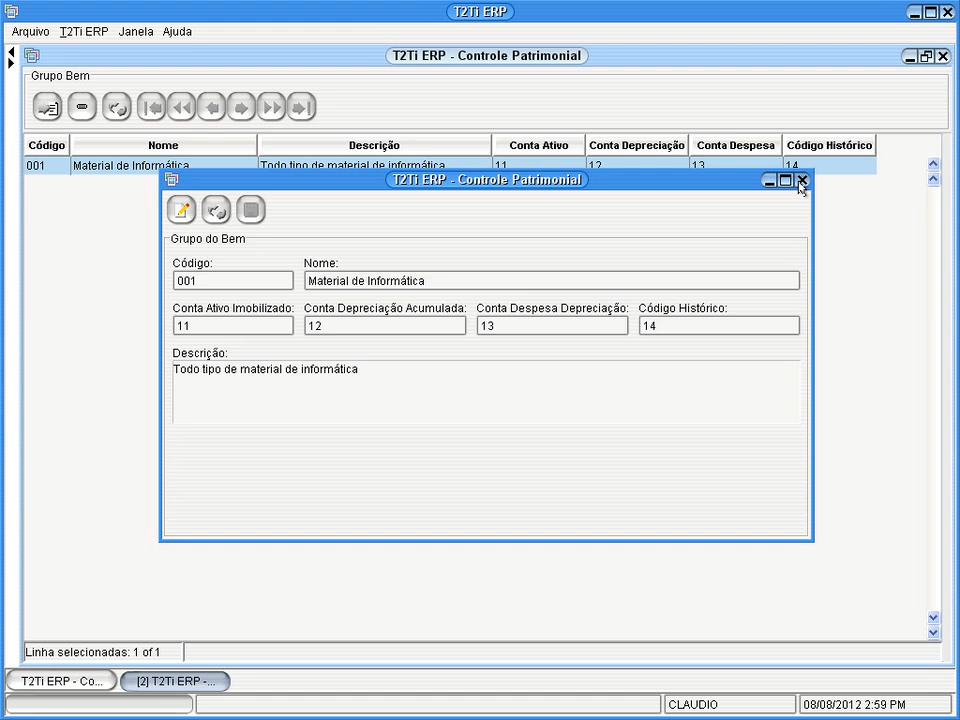 T2Ti ERP
Arquivo T2Ti ERP Janela Ajuda
T2Ti ERP - Controle Patrimonial
Grupo Bem
Código Nome Descrição Conta Ativo Conta Depreciação Conta Despesa Código Histórico
001 Material de Informática Todo tipo de material de informática 11 12 13 14
T2Ti ERP - Controle Patrimonial
Grupo do Bem
Código: Nome:
001 Material de Informática
Conta Ativo Imobilizado: Conta Depreciação Acumulada: Conta Despesa Depreciação: Código Histórico:
11 12 13 14
Descrição:
Todo tipo de material de informática
Linha selecionadas: 1 of 1
T2Ti ERP - Co... [2] T2Ti ERP -...
CLAUDIO 08/08/2012 2:59 PM